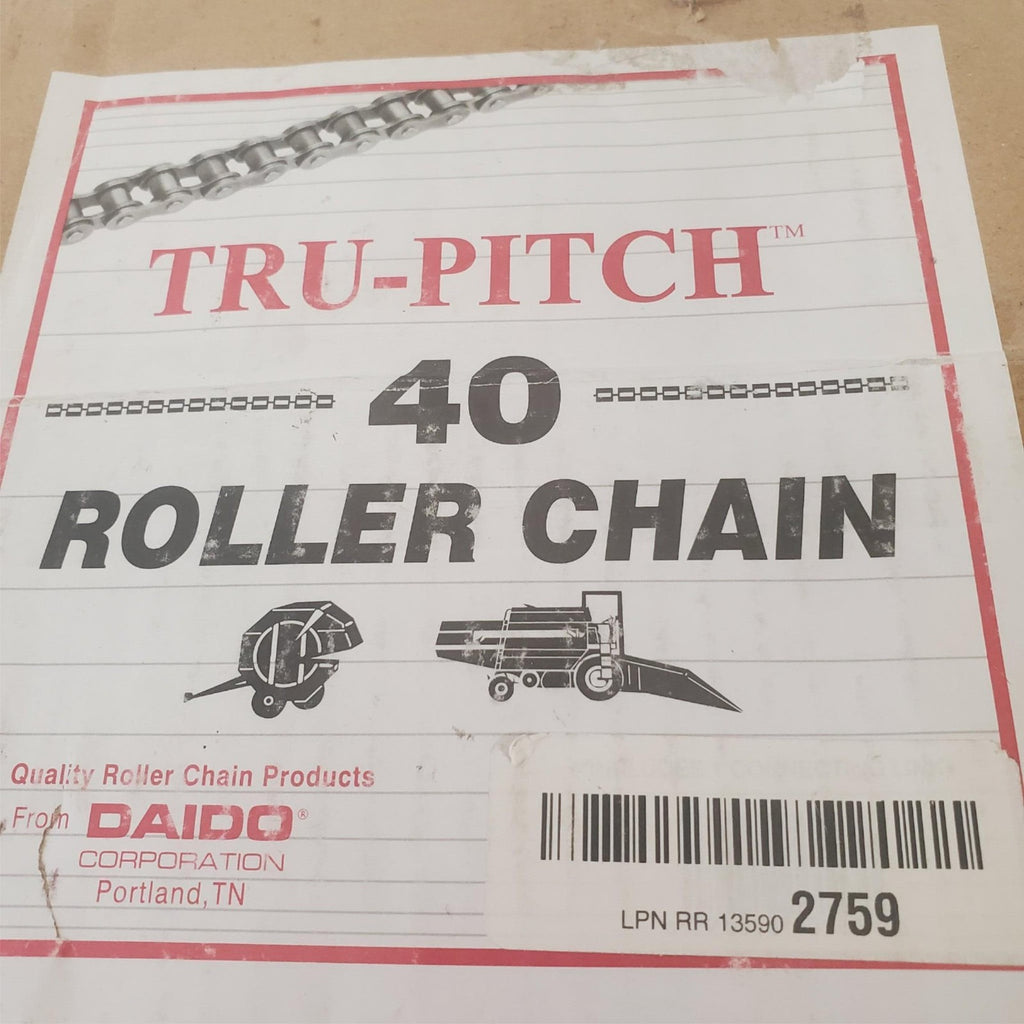 TRU-PITCH™
40
ROLLER CHAIN
Quality Roller Chain Products
From DAIDO®
CORPORATION
Portland, TN
LPN RR 13590 2759